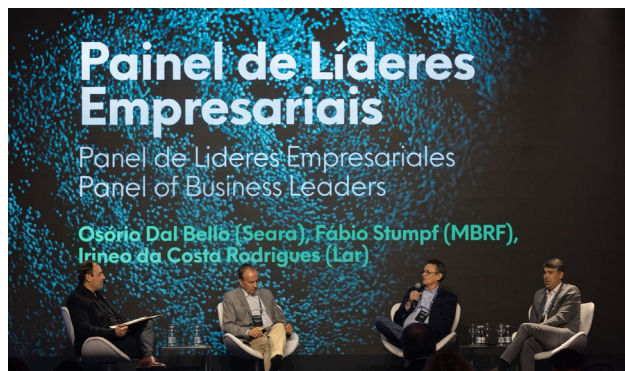 Painel de Líderes
Empresariais
Panel de Lideres Empresariales
Panel of Business Leaders
Osório Dal Bello (Seara), Fábio Stumpf (MBRF),
Irineo da Costa Rodrigues (Lar)